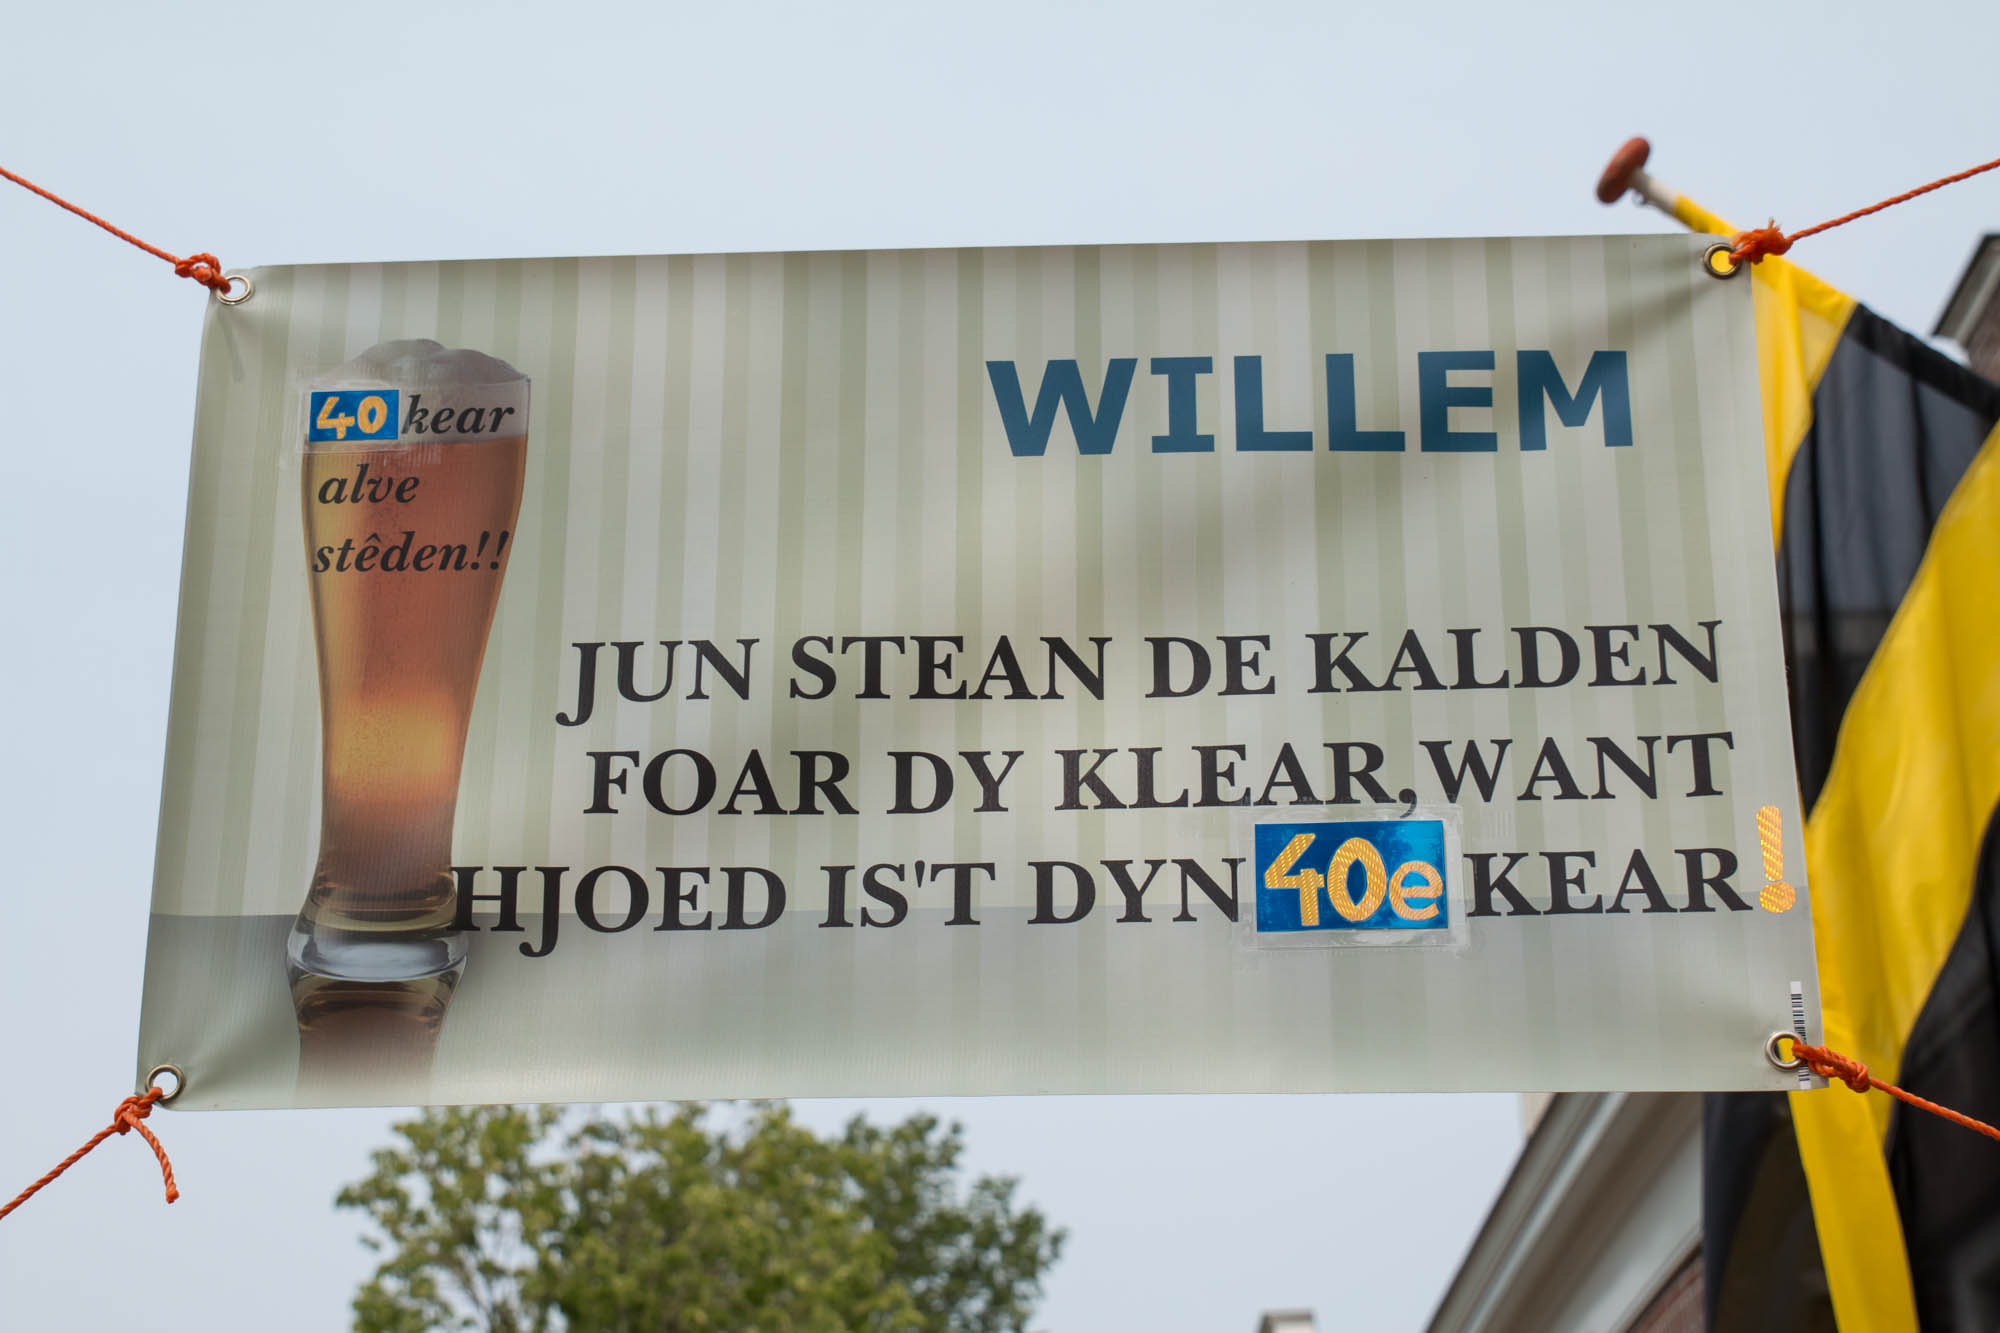 40 kear
alve
stêden!!
WILLEM
JUN STEAN DE KALDEN
FOAR DY KLEAR,WANT
HJOED IS'T DYN 40e KEAR!